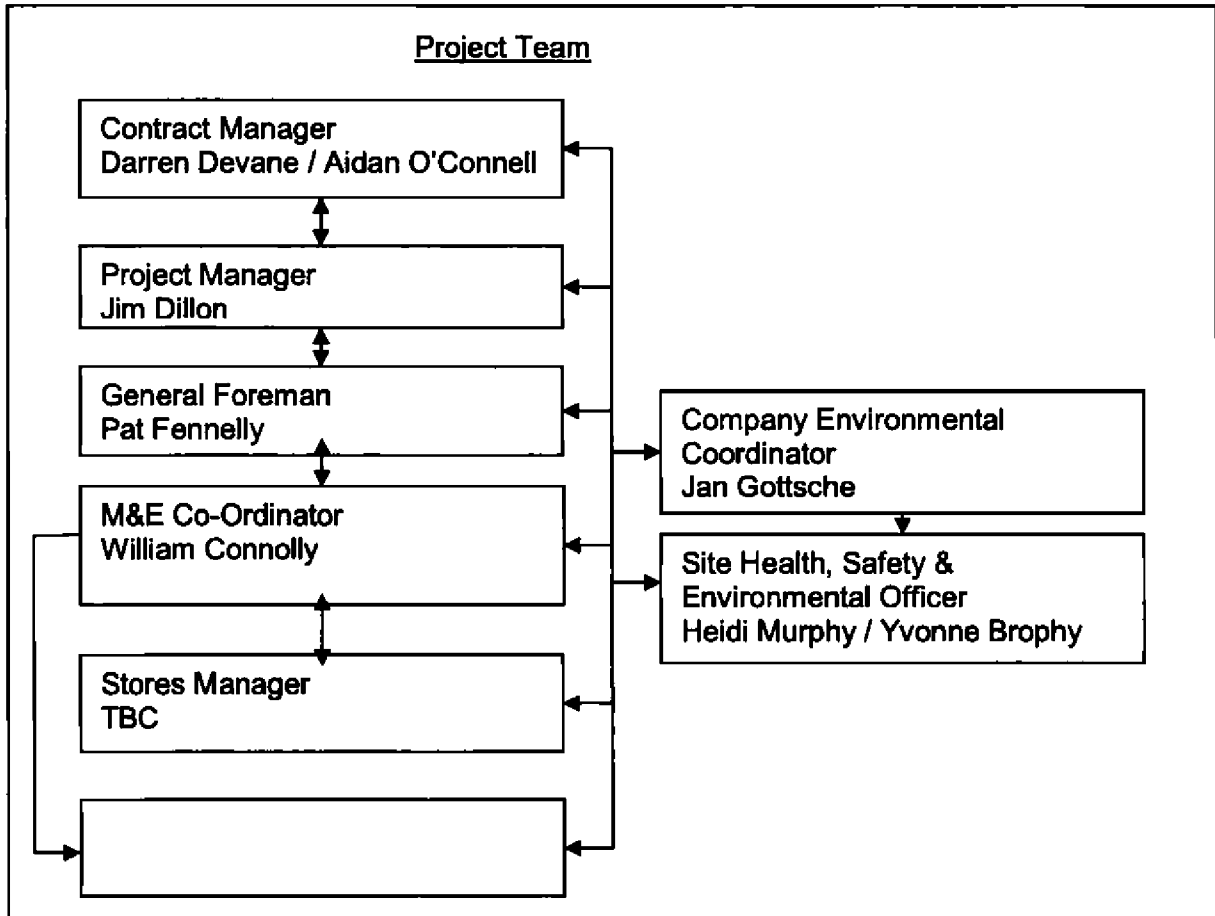 Project Team
Contract Manager
Darren Devane / Aidan O'Connell
Project Manager
Jim Dillon
General Foreman
Pat Fennelly
M&E Co-Ordinator
William Connolly
Stores Manager
TBC
Company Environmental
Coordinator
Jan Gottsche
Site Health, Safety &
Environmental Officer
Heidi Murphy / Yvonne Brophy